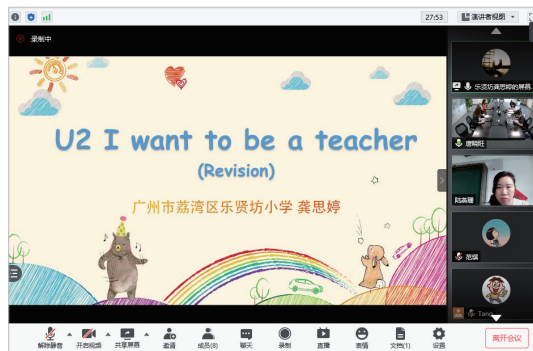 27:53
演讲者视图
录制中
U2 I want to be a teacher
(Revision)
广州市荔湾区乐贤坊小学 龚思婷
乐贤坊龚思婷的屏幕
唐晓旺
陆燕珊
范琪
Tang
解除静音
开启视频
共享屏幕
邀请
成员(8)
聊天
录制
直播
表情
文档(1)
设置
离开会议